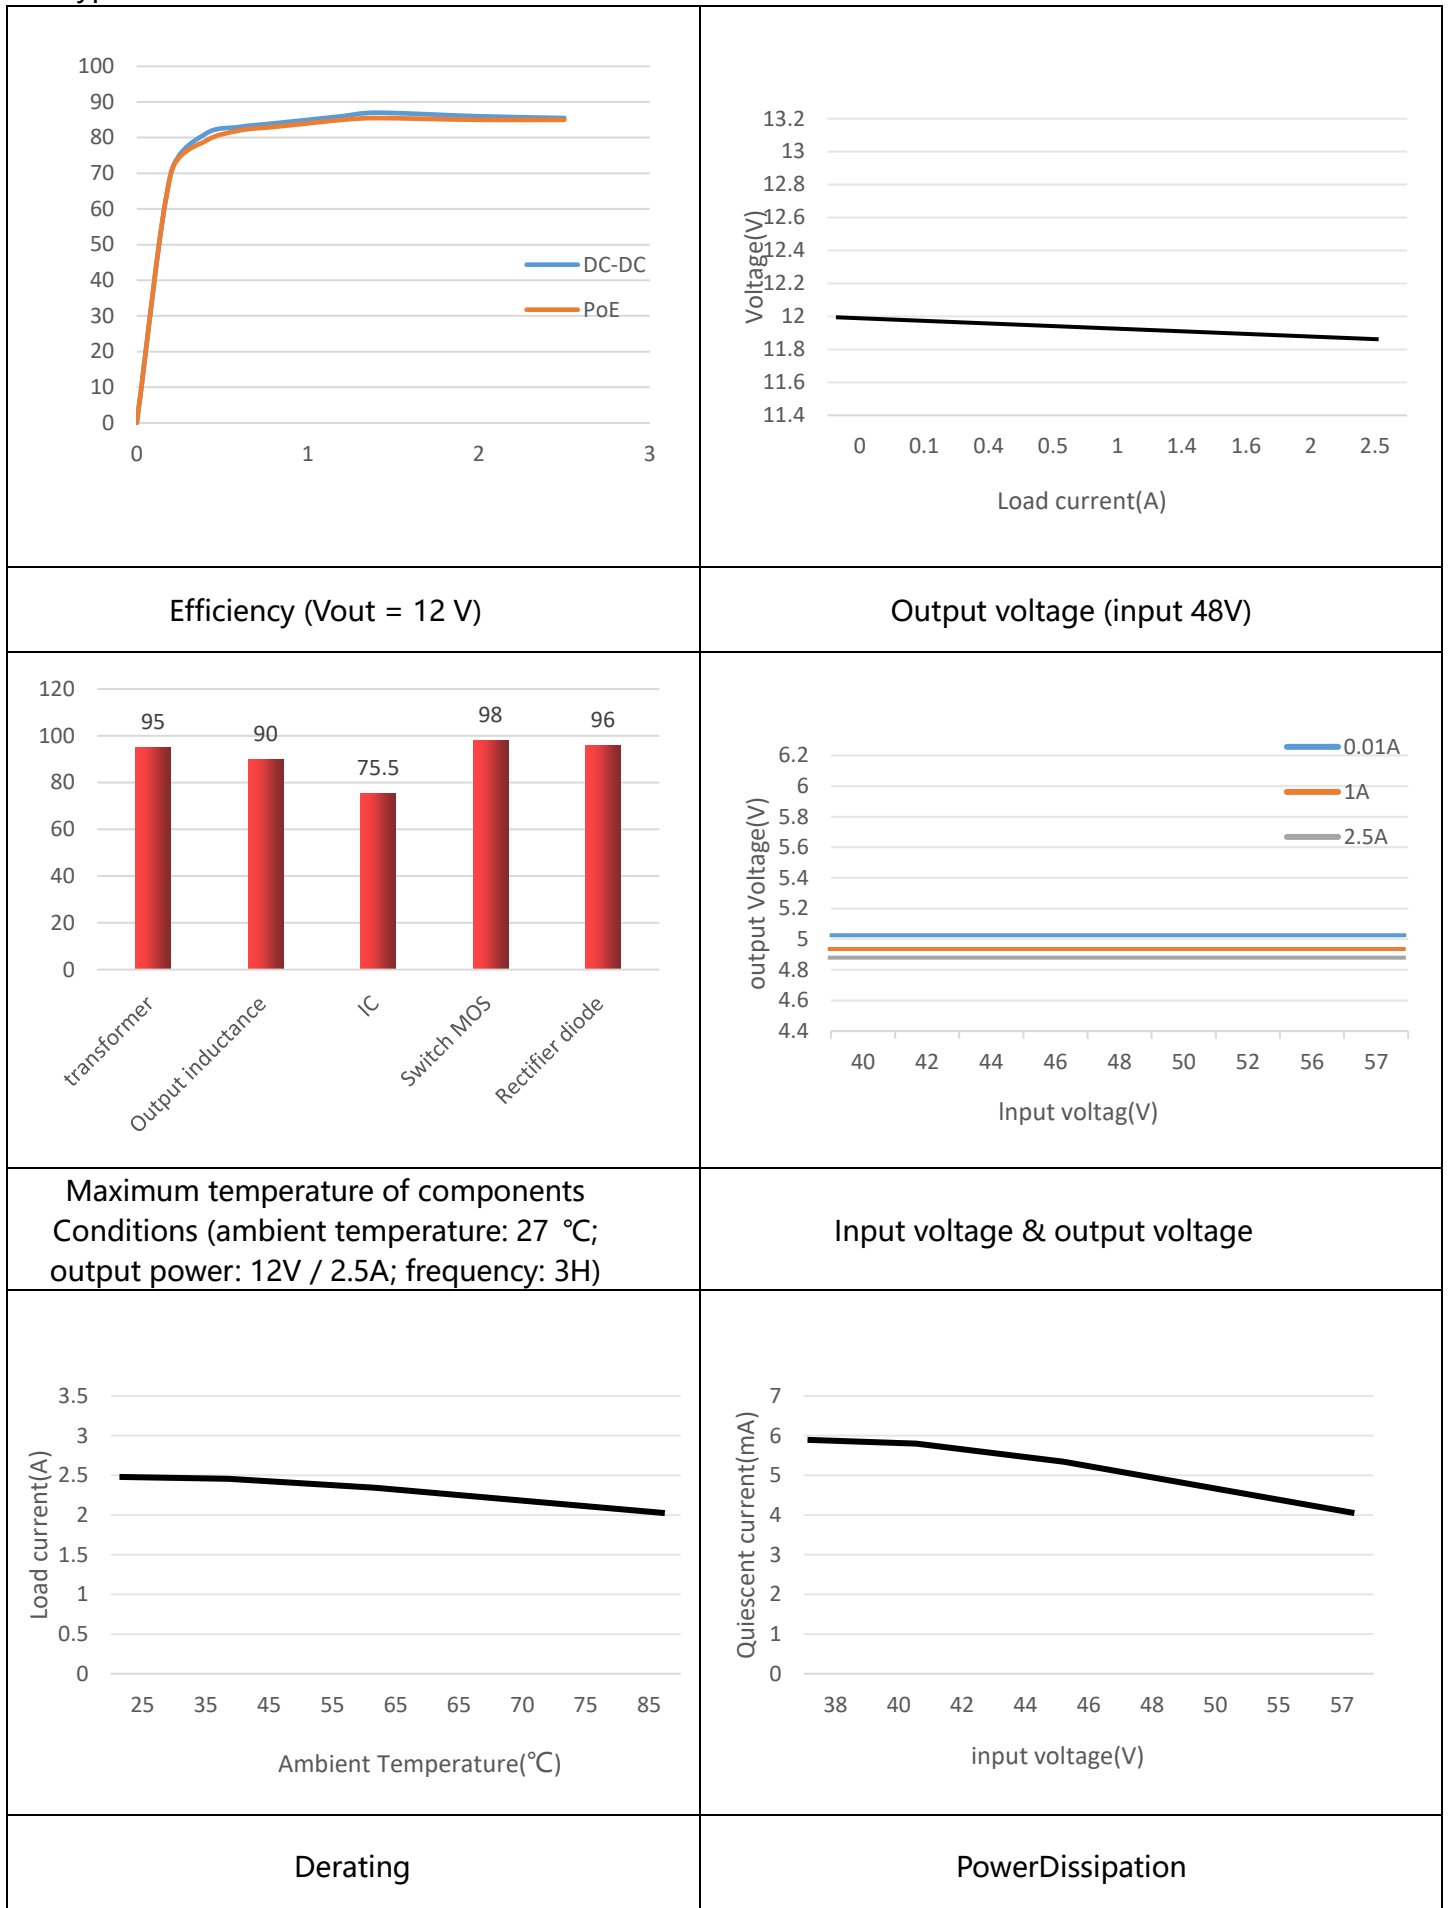 100
90
80
70
60
50
40
30
20
10
0
0 1 2 3
DC-DC
PoE
13.2
13
12.8
12.6
12.4
12.2
12
11.8
11.6
11.4
Voltage(V)
0 0.1 0.4 0.5 1 1.4 1.6 2 2.5
Load current(A)
Efficiency (Vout = 12 V)
Output voltage (input 48V)
120
100
80
60
40
20
0
95
90
75.5
98
96
transformer
Output inductance
IC
Switch MOS
Rectifier diode
6.2
6
5.8
5.6
5.4
5.2
5
4.8
4.6
4.4
output Voltage(V)
0.01A
1A
2.5A
40 42 44 46 48 50 52 56 57
Input voltag(V)
Maximum temperature of components
Conditions (ambient temperature: 27 ℃;
output power: 12V / 2.5A; frequency: 3H)
Input voltage & output voltage
3.5
3
2.5
2
1.5
1
0.5
0
Load current(A)
25 35 45 55 65 65 70 75 85
Ambient Temperature(℃)
7
6
5
4
3
2
1
0
Quiescent current(mA)
38 40 42 44 46 48 50 55 57
input voltage(V)
Derating
PowerDissipation